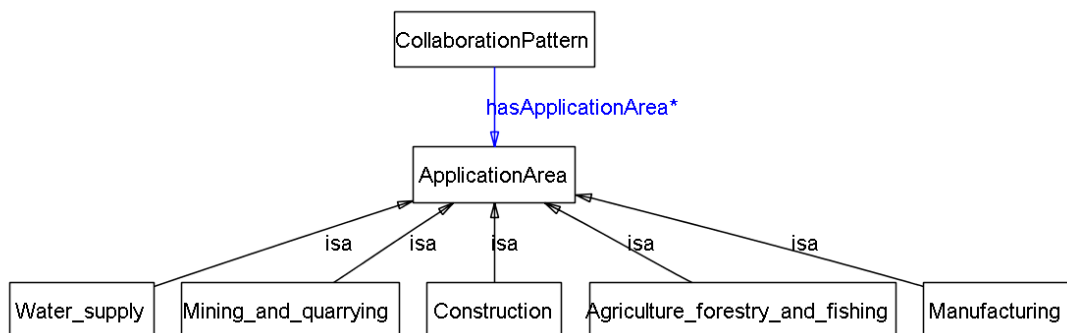 CollaborationPattern
hasApplicationArea*
ApplicationArea
isa isa isa isa isa
Water_supply Mining_and_quarrying Construction Agriculture_forestry_and_fishing Manufacturing